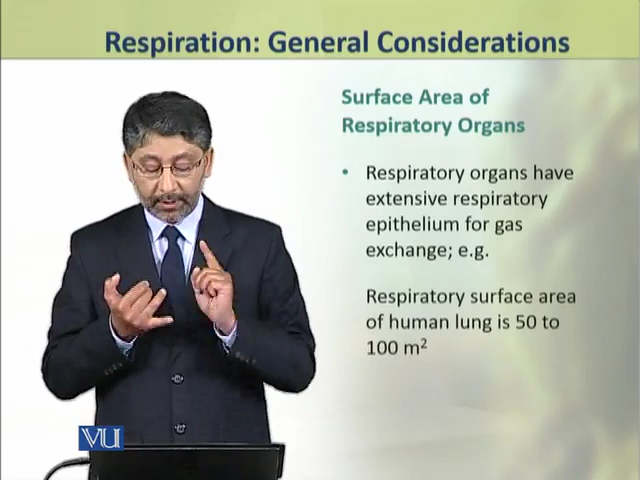 Respiration: General Considerations
Surface Area of
Respiratory Organs
• Respiratory organs have
extensive respiratory
epithelium for gas
exchange; e.g.
Respiratory surface area
of human lung is 50 to
100 m²
VU